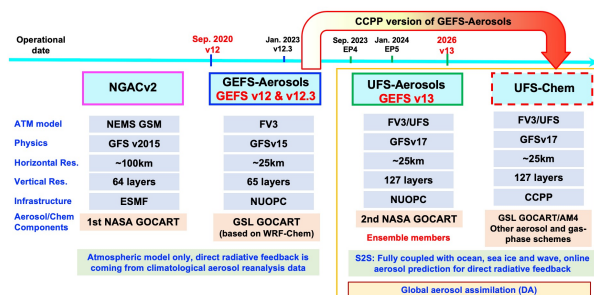 CCPP version of GEFS-Aerosols
Operational
date
Sep. 2020
v12
Jan. 2023
v12.3
Sep. 2023
EP4
Jan. 2024
EP5
2026
v13
NGACv2
GEFS-Aerosols
GEFS v12 & v12.3
UFS-Aerosols
GEFS v13
UFS-Chem
ATM model
NEMS GSM
FV3
FV3/UFS
FV3/UFS
Physics
GFS v2015
GFSv15
GFSv17
GFSv17
Horizontal Res.
~100km
~25km
~25km
~25km
Vertical Res.
64 layers
65 layers
127 layers
127 layers
Infrastructure
ESMF
NUOPC
NUOPC
CCPP
Aerosol/Chem
Components
1st NASA GOCART
GSL GOCART
(based on WRF-Chem)
2nd NASA GOCART
GSL GOCART/AM4
Other aerosol and gas-
phase schemes
Ensemble members
Atmospheric model only, direct radiative feedback is
coming from climatological aerosol reanalysis data
S2S: Fully coupled with ocean, sea ice and wave, online
aerosol prediction for direct radiative feedback
Global aerosol assimilation (DA)